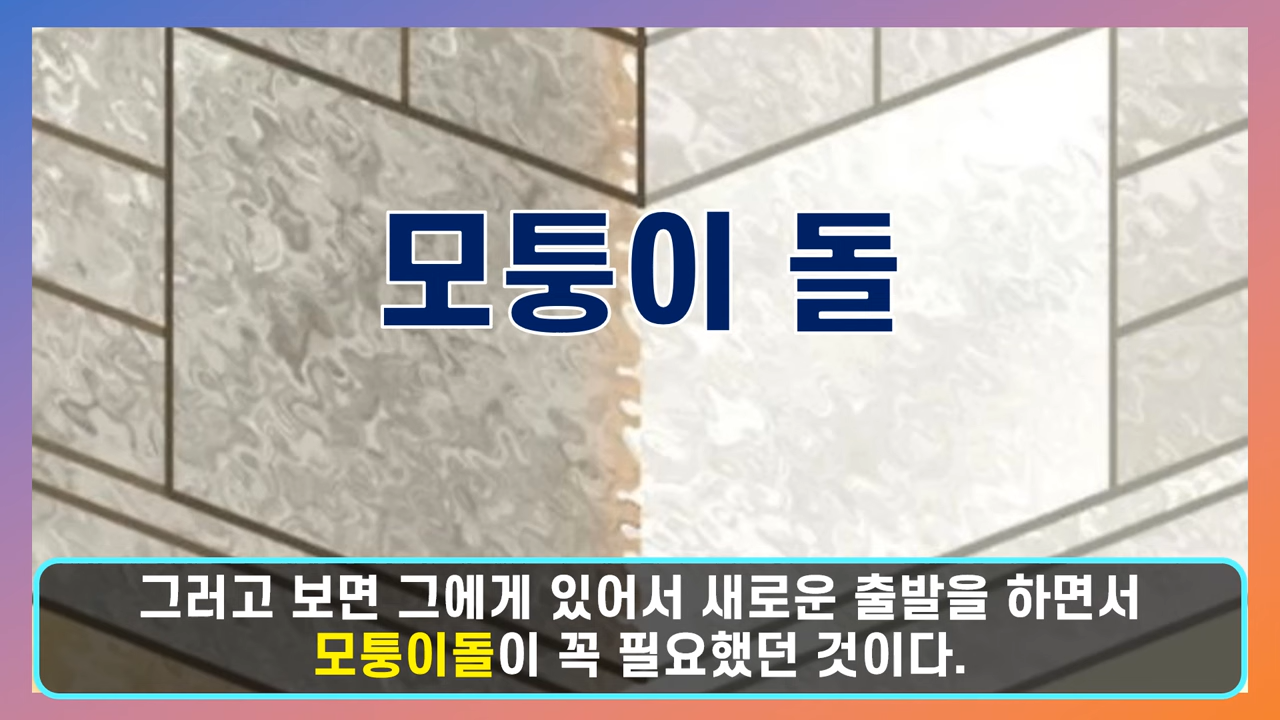 모퉁이 돌
그러고 보면 그에게 있어서 새로운 출발을 하면서
모퉁이돌이 꼭 필요했던 것이다.